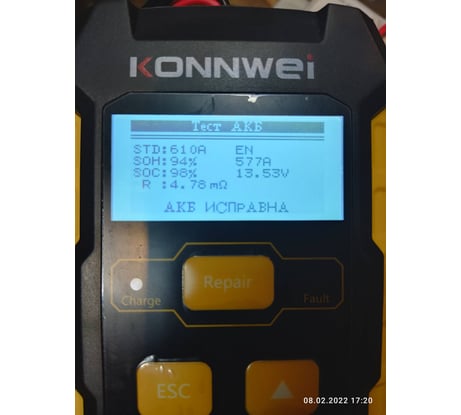 KONNWEI
Тест АКБ
STD:610A EN
SOH:94% 577A
SOC:98% 13.53V
R :4.78mΩ
АКБ ИСПРАВНА
Repair
Charge
Fault
ESC
08.02.2022 17:20